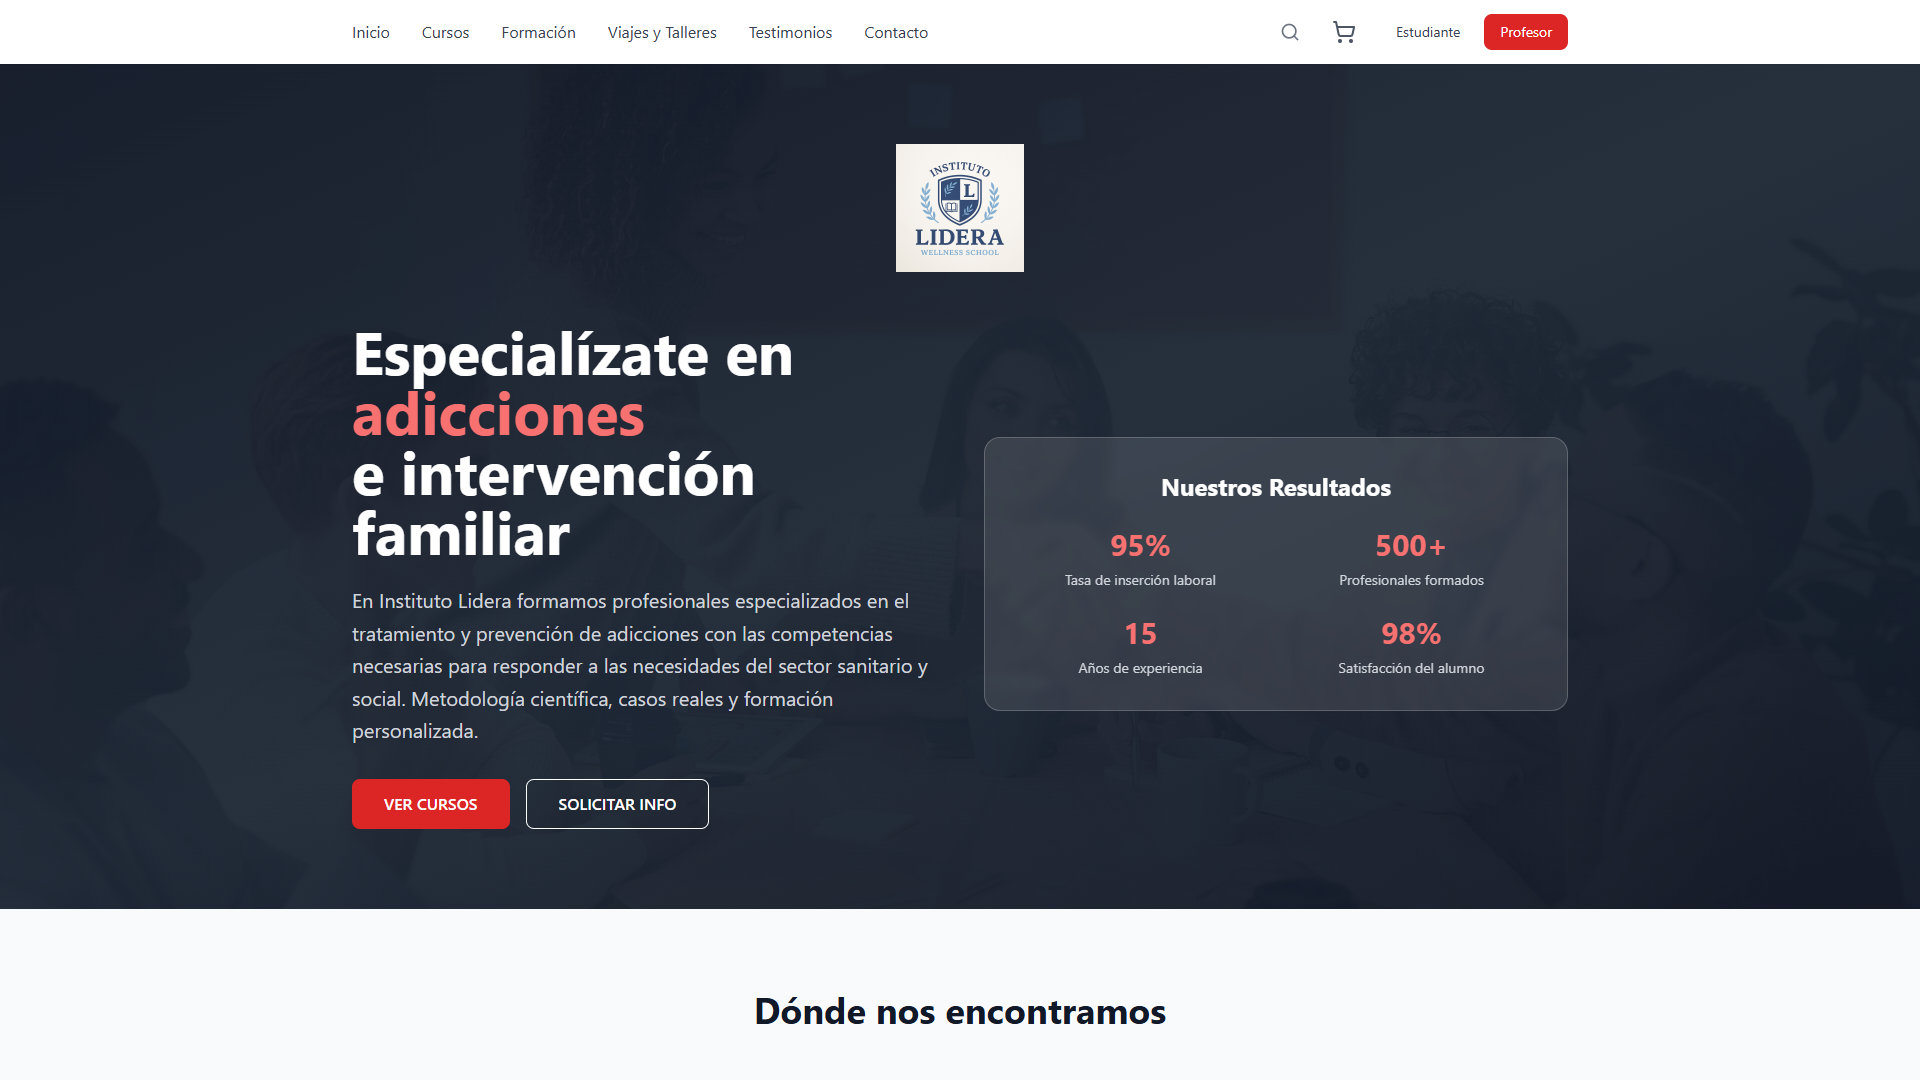 Inicio
Cursos
Formación
Viajes y Talleres
Testimonios
Contacto
Estudiante
Profesor
INSTITUTO
L
LIDERA
WELLNESS SCHOOL
Especialízate en
adicciones
e intervención
familiar
En Instituto Lidera formamos profesionales especializados en el
tratamiento y prevención de adicciones con las competencias
necesarias para responder a las necesidades del sector sanitario y
social. Metodología científica, casos reales y formación
personalizada.
VER CURSOS
SOLICITAR INFO
Nuestros Resultados
95%
Tasa de inserción laboral
500+
Profesionales formados
15
Años de experiencia
98%
Satisfacción del alumno
Dónde nos encontramos